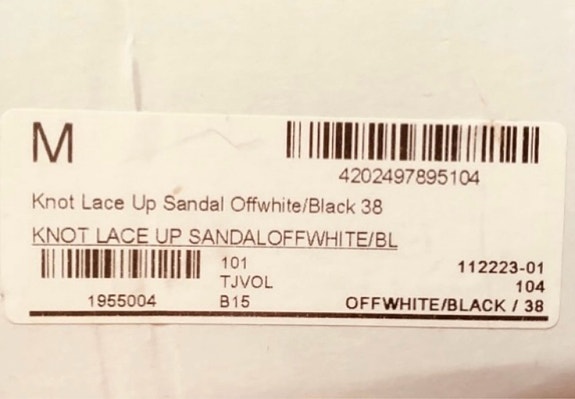 M
4202497895104
Knot Lace Up Sandal Offwhite/Black 38
KNOT LACE UP SANDALOFFWHITE/BL
101
TJVOL
1955004 B15
112223-01
104
OFFWHITE/BLACK / 38